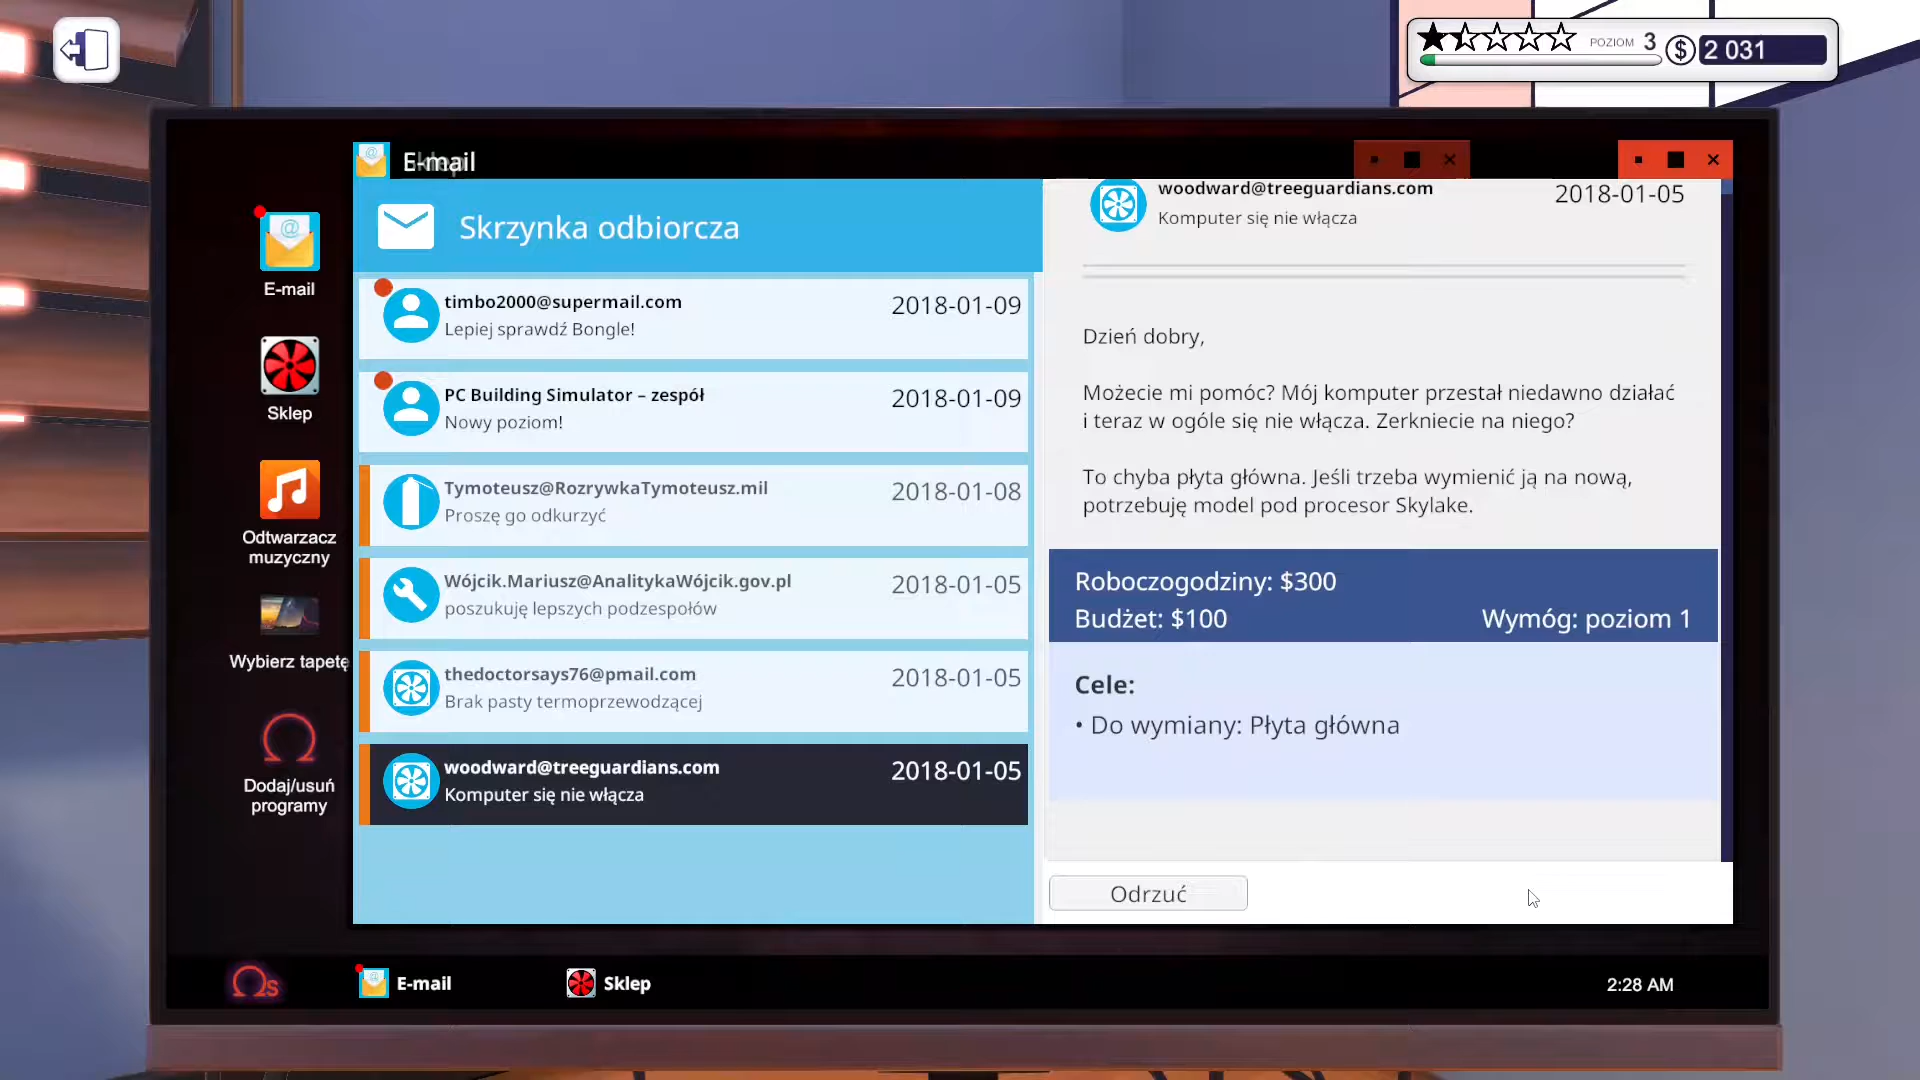 POZIOM 3
$ 2 031
E-mail
Skrzynka odbiorcza
timbo2000@supermail.com
2018-01-09
Lepiej sprawdź Bongle!
PC Building Simulator – zespół
2018-01-09
Nowy poziom!
Tymoteusz@RozrywkaTymoteusz.mil
2018-01-08
Proszę go odkurzyć
Wójcik.Mariusz@AnalitykaWójcik.gov.pl
2018-01-05
poszukuję lepszych podzespołów
thedoctorsays76@pmail.com
2018-01-05
Brak pasty termoprzewodzącej
woodward@treeguardians.com
2018-01-05
Komputer się nie włącza
woodward@treeguardians.com
2018-01-05
Komputer się nie włącza
Dzień dobry,
Możecie mi pomóc? Mój komputer przestał niedawno działać
i teraz w ogóle się nie włącza. Zerkniecie na niego?
To chyba płyta główna. Jeśli trzeba wymienić ją na nową,
potrzebuję model pod procesor Skylake.
Roboczogodziny: $300
Budżet: $100
Wymóg: poziom 1
Cele:
• Do wymiany: Płyta główna
Odrzuć
E-mail
Sklep
Odtwarzacz
muzyczny
Wybierz tapetę
Dodaj/usuń
programy
Ωs
E-mail
Sklep
2:28 AM